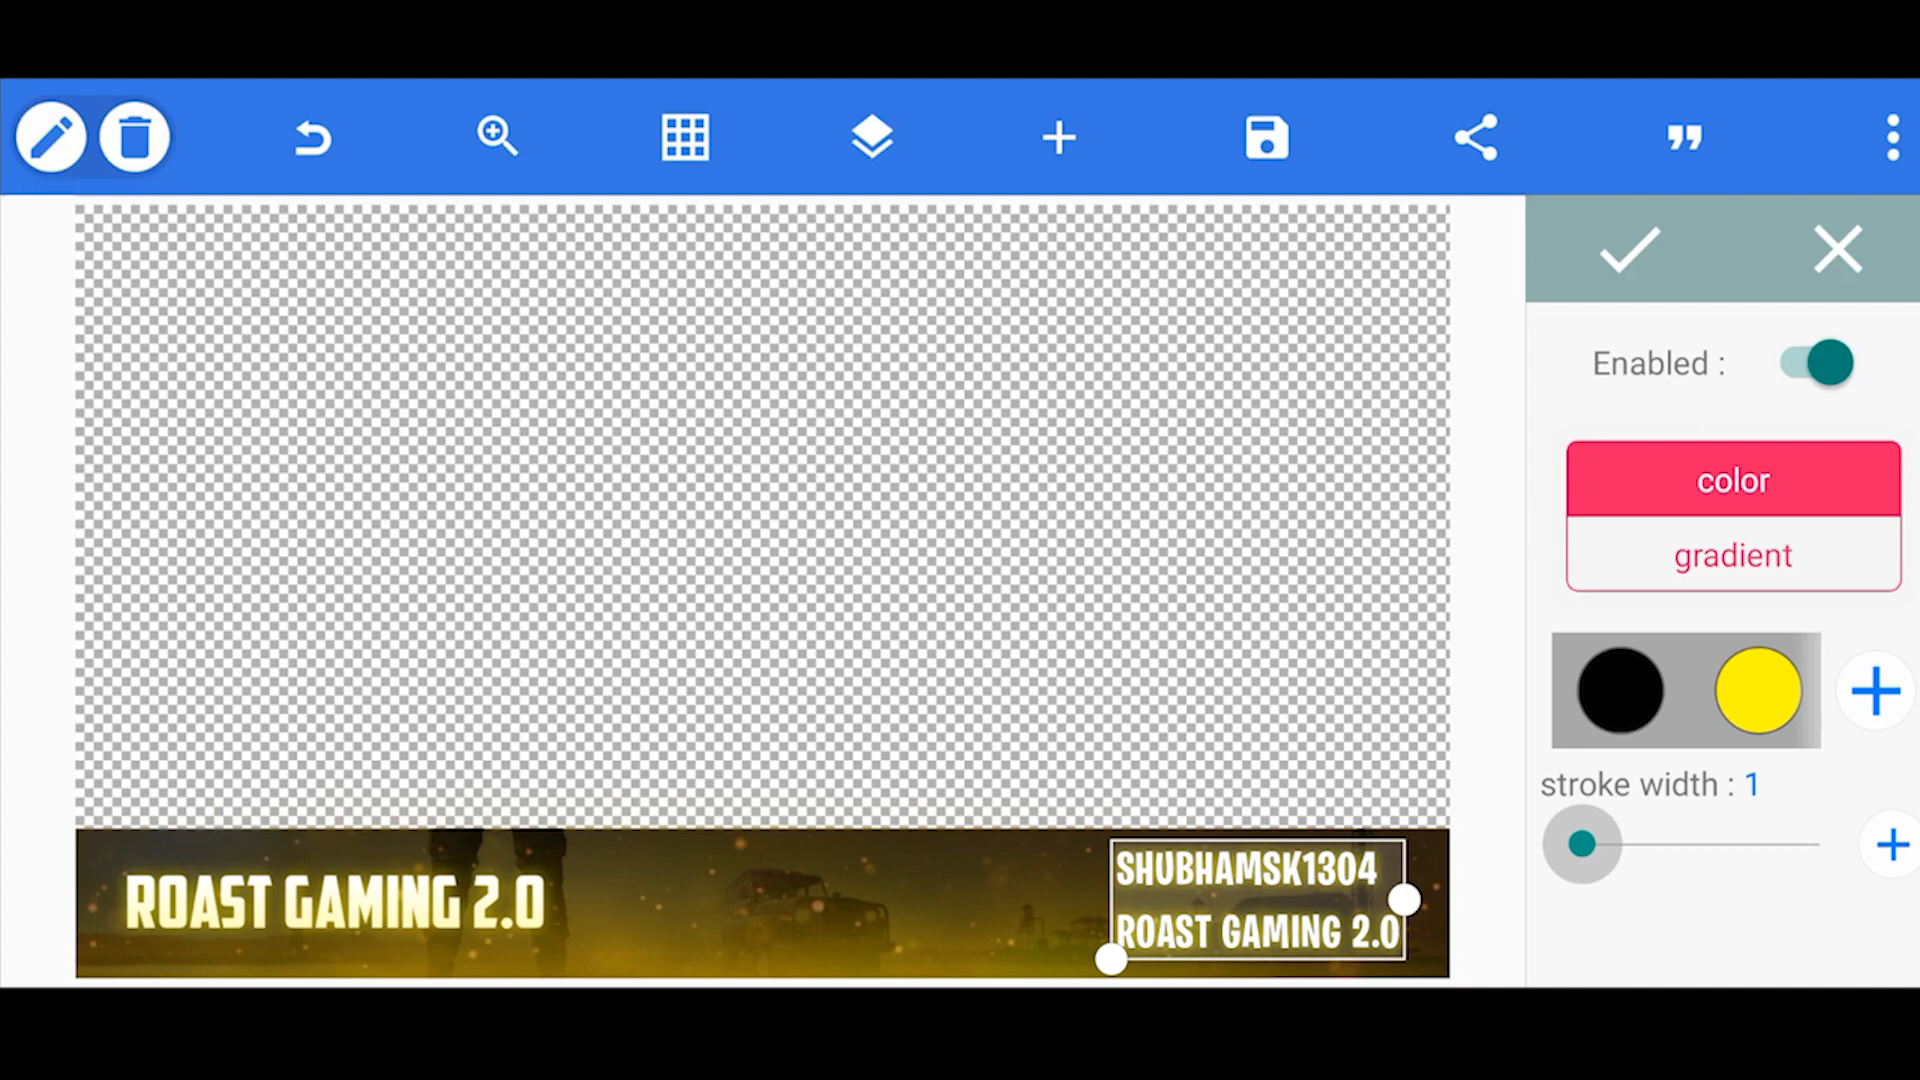 Enabled :
color
gradient
stroke width : 1
ROAST GAMING 2.0
SHUBHAMSK1304
ROAST GAMING 2.0